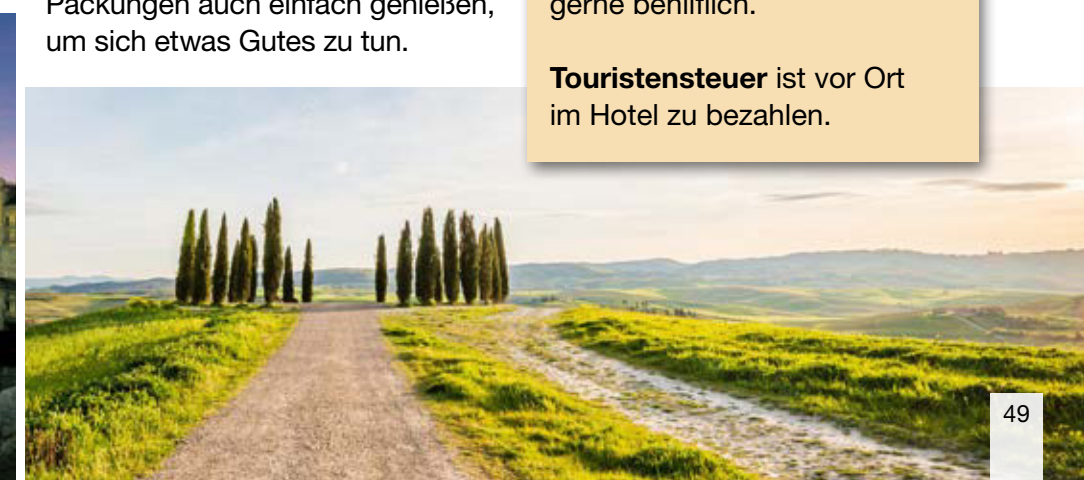 Packungen auch einfach genießen,
um sich etwas Gutes zu tun.
gerne behilflich.
Touristensteuer ist vor Ort
im Hotel zu bezahlen.
49